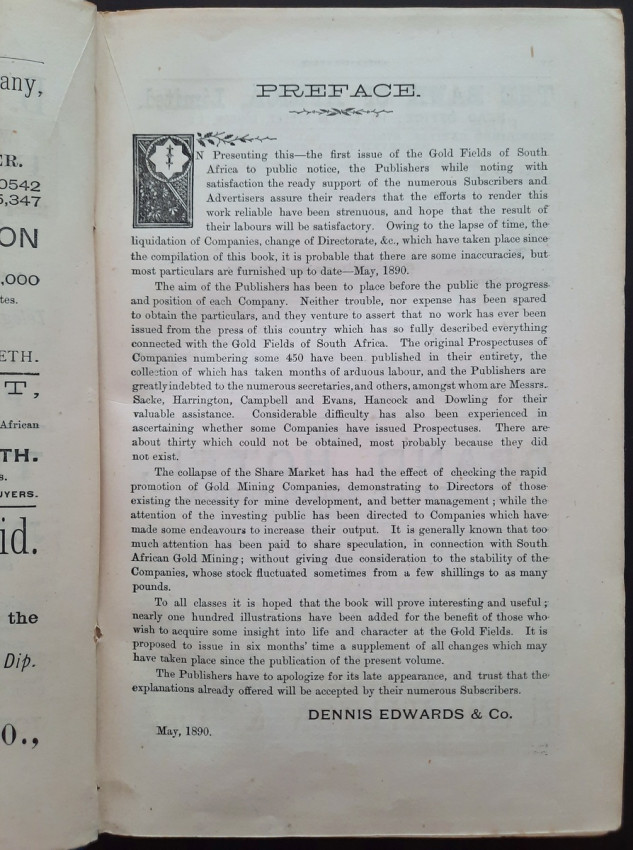 any,
ER.
0542
5,347
ON
,000
tes.
ETH.
T,
African
TH.
s.
UYERS.
id.
the
Dip.
o.,
PREFACE.
IN Presenting this—the first issue of the Gold Fields of South
Africa to public notice, the Publishers while noting with
satisfaction the ready support of the numerous Subscribers and
Advertisers assure their readers that the efforts to render this
work reliable have been strenuous, and hope that the result of
their labours will be satisfactory. Owing to the lapse of time, the
liquidation of Companies, change of Directorate, &c., which have taken place since
the compilation of this book, it is probable that there are some inaccuracies, but
most particulars are furnished up to date—May, 1890.
The aim of the Publishers has been to place before the public the progress
and position of each Company. Neither trouble, nor expense has been spared
to obtain the particulars, and they venture to assert that no work has ever been
issued from the press of this country which has so fully described everything
connected with the Gold Fields of South Africa. The original Prospectuses of
Companies numbering some 450 have been published in their entirety, the
collection of which has taken months of arduous labour, and the Publishers are
greatly indebted to the numerous secretaries, and others, amongst whom are Messrs.
Sacke, Harrington, Campbell and Evans, Hancock and Dowling for their
valuable assistance. Considerable difficulty has also been experienced in
ascertaining whether some Companies have issued Prospectuses. There are
about thirty which could not be obtained, most probably because they did
not exist.
The collapse of the Share Market has had the effect of checking the rapid
promotion of Gold Mining Companies, demonstrating to Directors of those
existing the necessity for mine development, and better management; while the
attention of the investing public has been directed to Companies which have
made some endeavours to increase their output. It is generally known that too
much attention has been paid to share speculation, in connection with South
African Gold Mining; without giving due consideration to the stability of the
Companies, whose stock fluctuated sometimes from a few shillings to as many
pounds.
To all classes it is hoped that the book will prove interesting and useful;
nearly one hundred illustrations have been added for the benefit of those who
wish to acquire some insight into life and character at the Gold Fields. It is
proposed to issue in six months' time a supplement of all changes which may
have taken place since the publication of the present volume.
The Publishers have to apologize for its late appearance, and trust that the
explanations already offered will be accepted by their numerous Subscribers.
DENNIS EDWARDS & Co.
May, 1890.